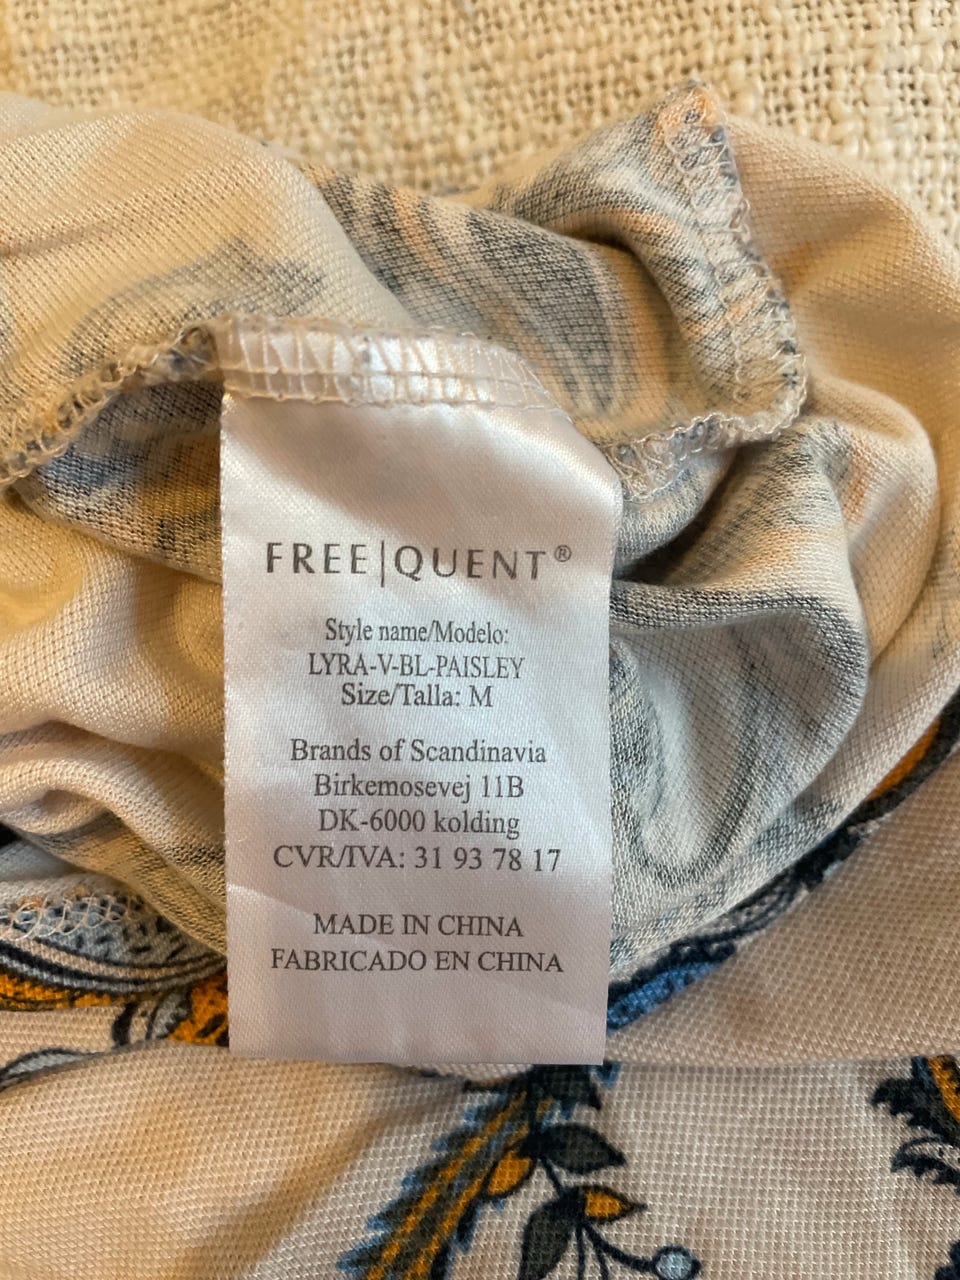 FREE|QUENT®
Style name/Modelo:
LYRA-V-BL-PAISLEY
Size/Talla: M
Brands of Scandinavia
Birkemosevej 11B
DK-6000 kolding
CVR/IVA: 31 93 78 17
MADE IN CHINA
FABRICADO EN CHINA